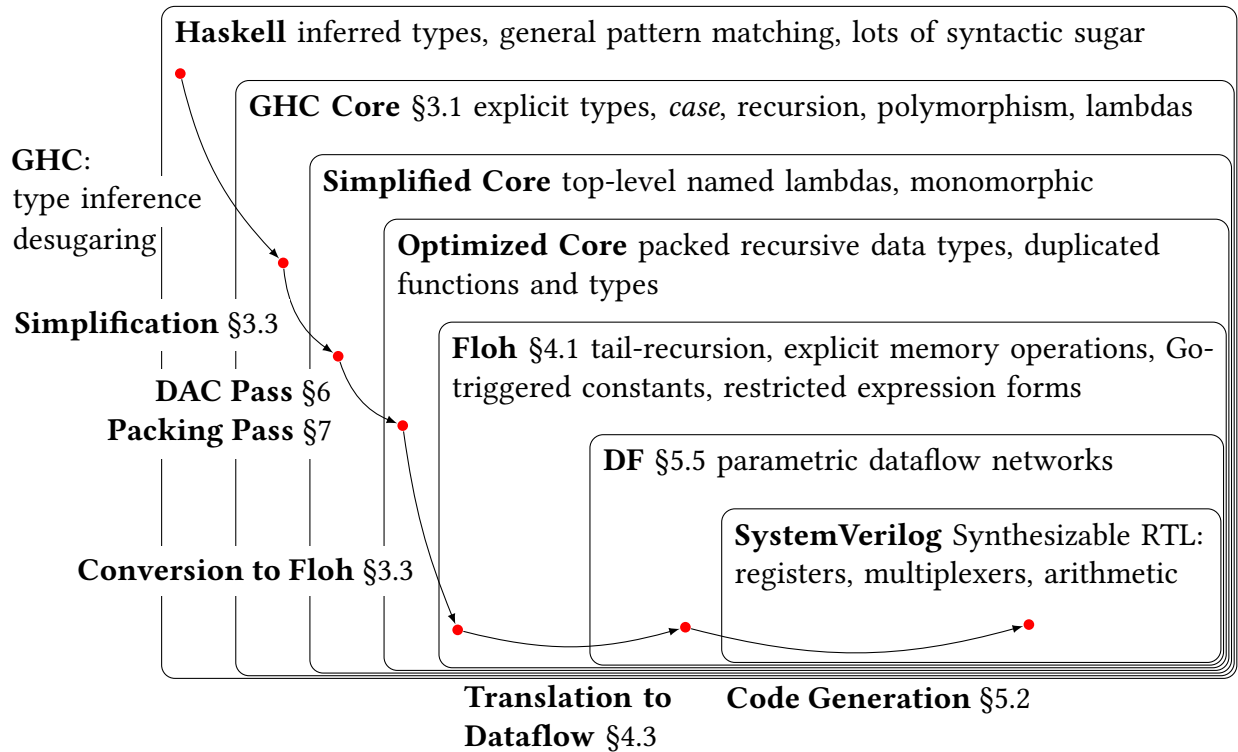 Haskell inferred types, general pattern matching, lots of syntactic sugar
GHC Core §3.1 explicit types, case, recursion, polymorphism, lambdas
GHC:
type inference
desugaring
Simplified Core top-level named lambdas, monomorphic
Optimized Core packed recursive data types, duplicated
functions and types
Simplification §3.3
Floh §4.1 tail-recursion, explicit memory operations, Go-
triggered constants, restricted expression forms
DAC Pass §6
Packing Pass §7
DF §5.5 parametric dataflow networks
SystemVerilog Synthesizable RTL:
registers, multiplexers, arithmetic
Conversion to Floh §3.3
Translation to
Dataflow §4.3
Code Generation §5.2